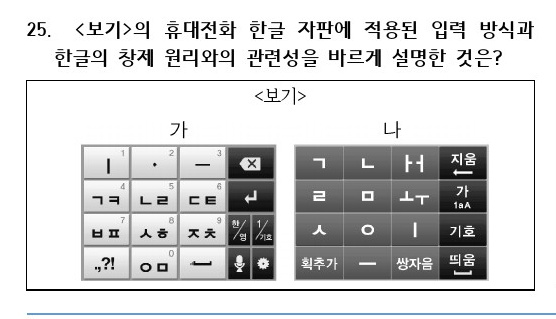 25. <보기>의 휴대전화 한글 자판에 적용된 입력 방식과
한글의 창제 원리와의 관련성을 바르게 설명한 것은?
<보기>
가 나
ㅣ 1 · 2 ㅡ 3
ㄱㅋ 4 ㄴㄹ 5 ㄷㅌ 6
ㅂㅍ 7 ㅅㅎ 8 ㅈㅊ 9 한/영 1/기호
.,?! ㅇㅁ 0
ㄱ ㄴ ㅏㅓ 지움
ㄹ ㅁ ㅗㅜ 가 1aA
ㅅ ㅇ ㅣ 기호
획추가 ㅡ 쌍자음 띄움